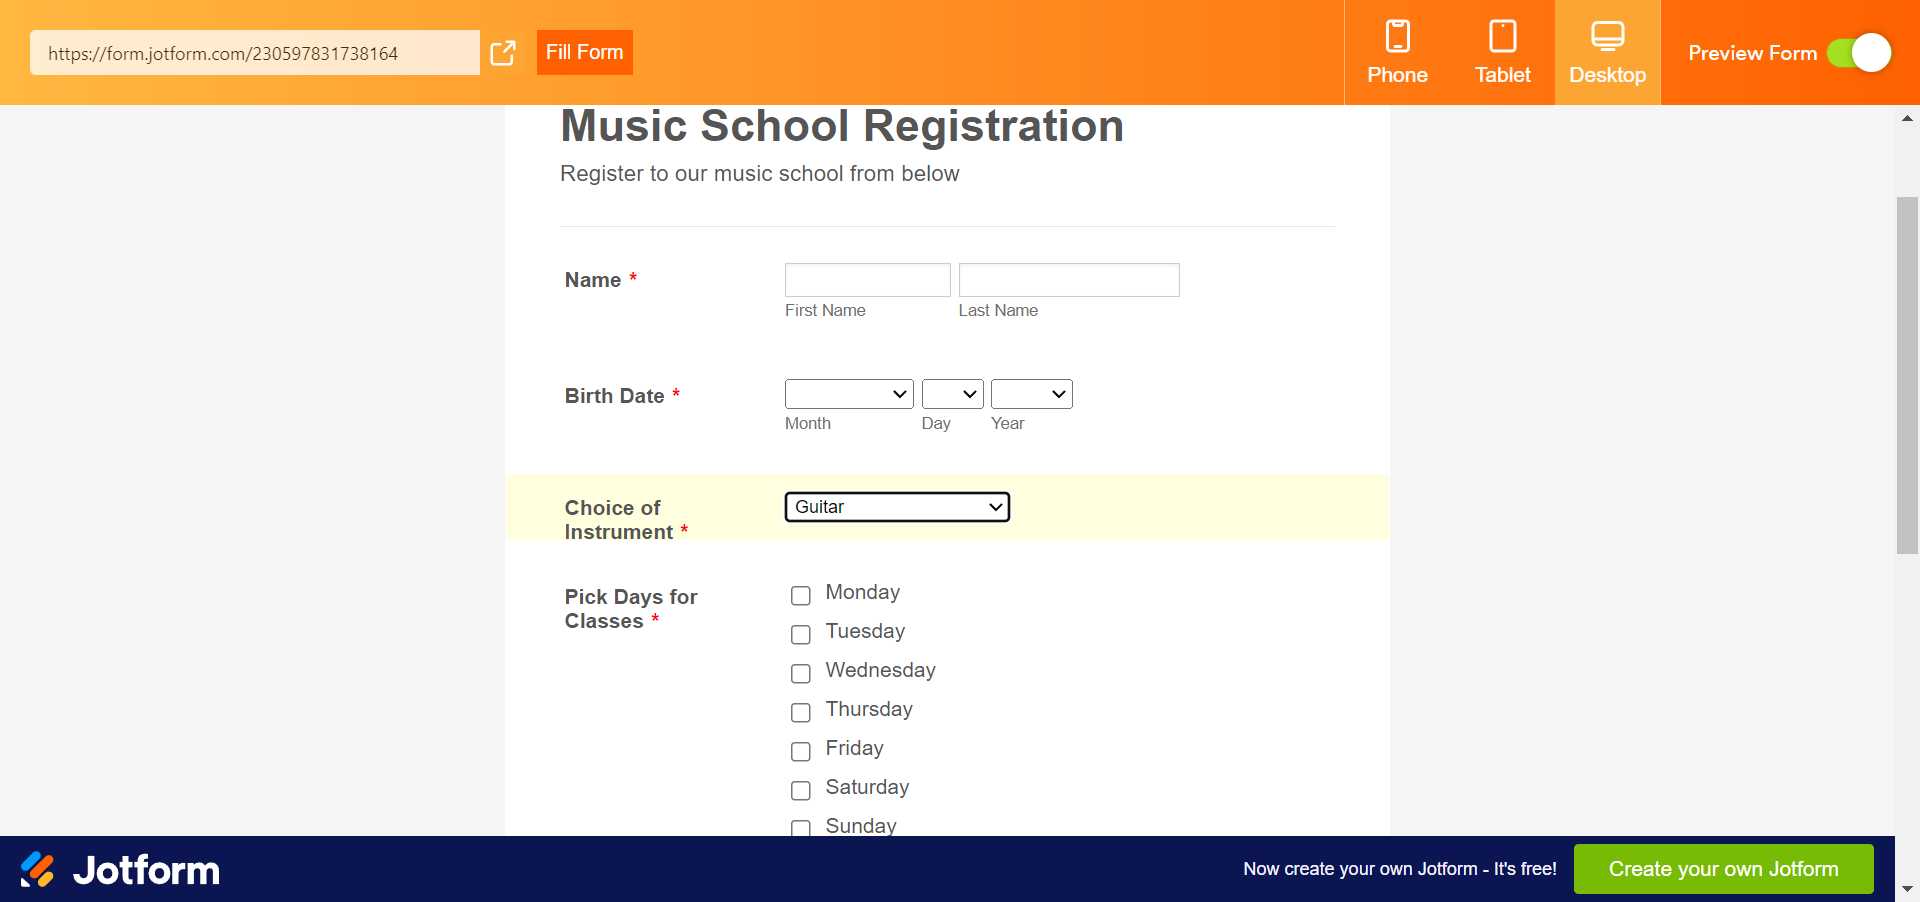 https://form.jotform.com/230597831738164
Fill Form
Phone
Tablet
Desktop
Preview Form
Music School Registration
Register to our music school from below
Name *
First Name
Last Name
Birth Date *
Month
Day
Year
Choice of
Instrument *
Guitar
Pick Days for
Classes *
Monday
Tuesday
Wednesday
Thursday
Friday
Saturday
Sunday
Jotform
Now create your own Jotform - It's free!
Create your own Jotform